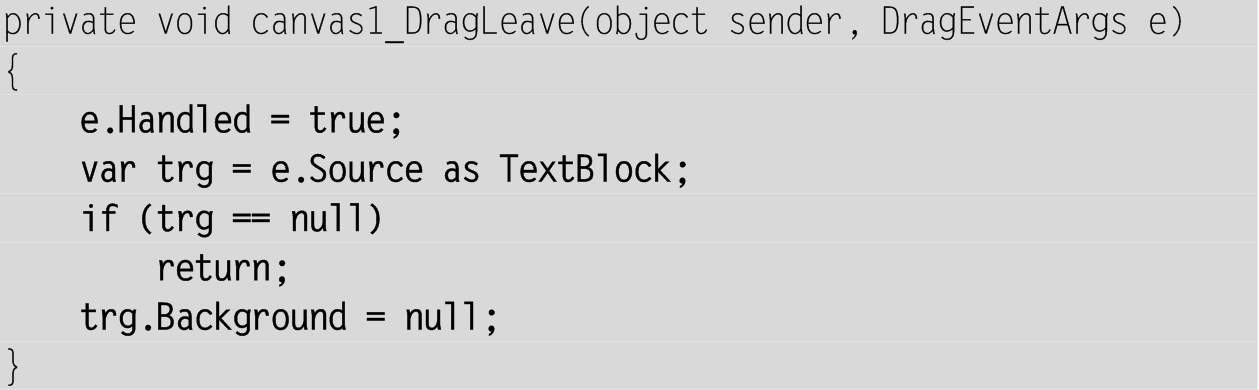 private void canvas1_DragLeave(object sender, DragEventArgs e)
{
    e.Handled = true;
    var trg = e.Source as TextBlock;
    if (trg == null)
        return;
    trg.Background = null;
}